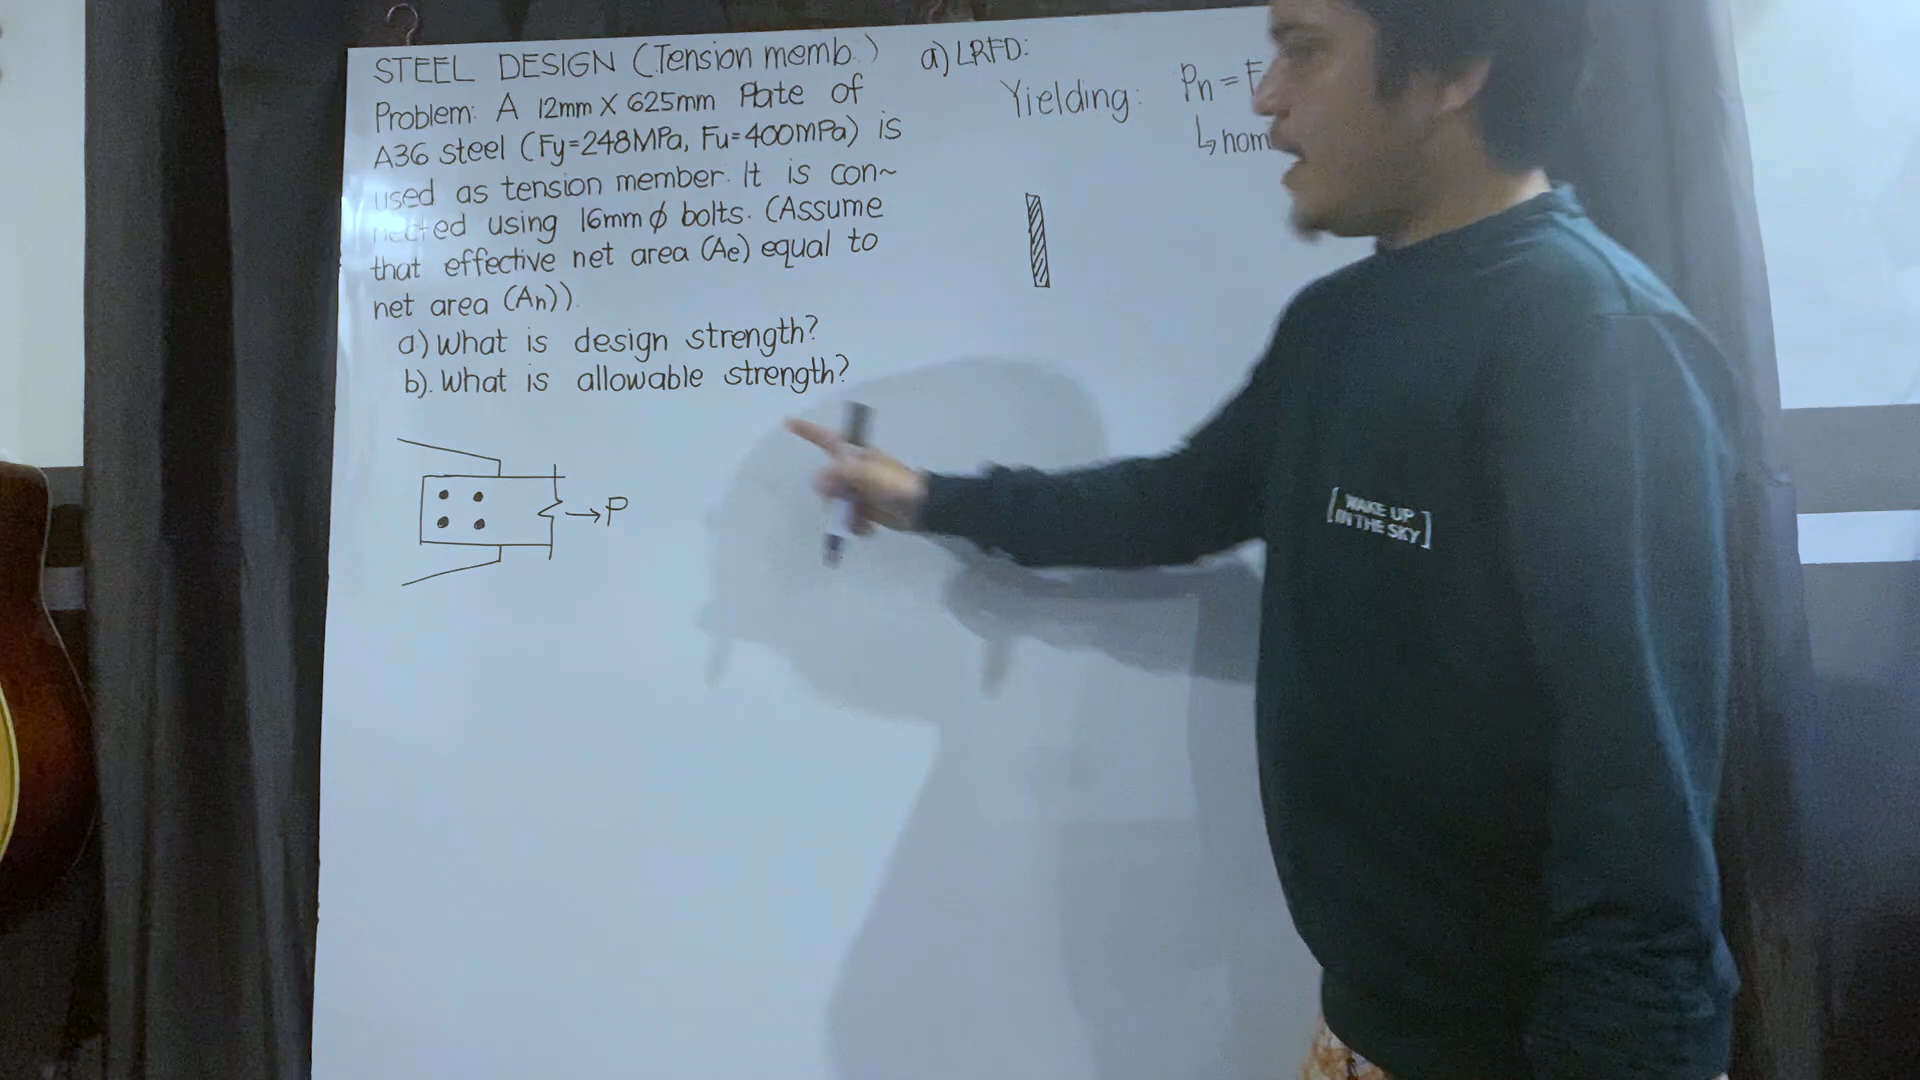 STEEL DESIGN (Tension memb.)
Problem: A 12mm X 625mm Plate of
A36 steel (Fy=248MPa, Fu=400MPa) is
used as tension member. It is con~
nected using 16mm φ bolts. (Assume
that effective net area (Ae) equal to
net area (An)).
a) What is design strength?
b). What is allowable strength?
→P
a) LRFD:
Yielding: Pn =
↳ nom
[WAKE UP
IN THE SKY]